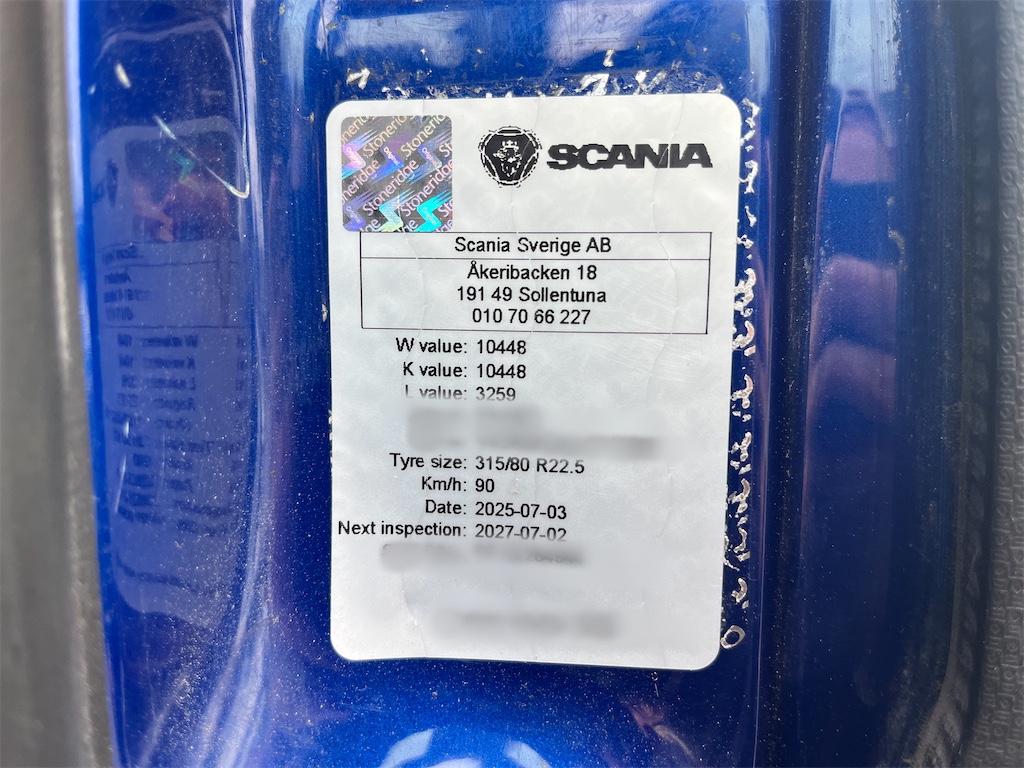 Stoneridge
SCANIA
Scania Sverige AB
Åkeribacken 18
191 49 Sollentuna
010 70 66 227
W value: 10448
K value: 10448
L value: 3259
Tyre size: 315/80 R22.5
Km/h: 90
Date: 2025-07-03
Next inspection: 2027-07-02